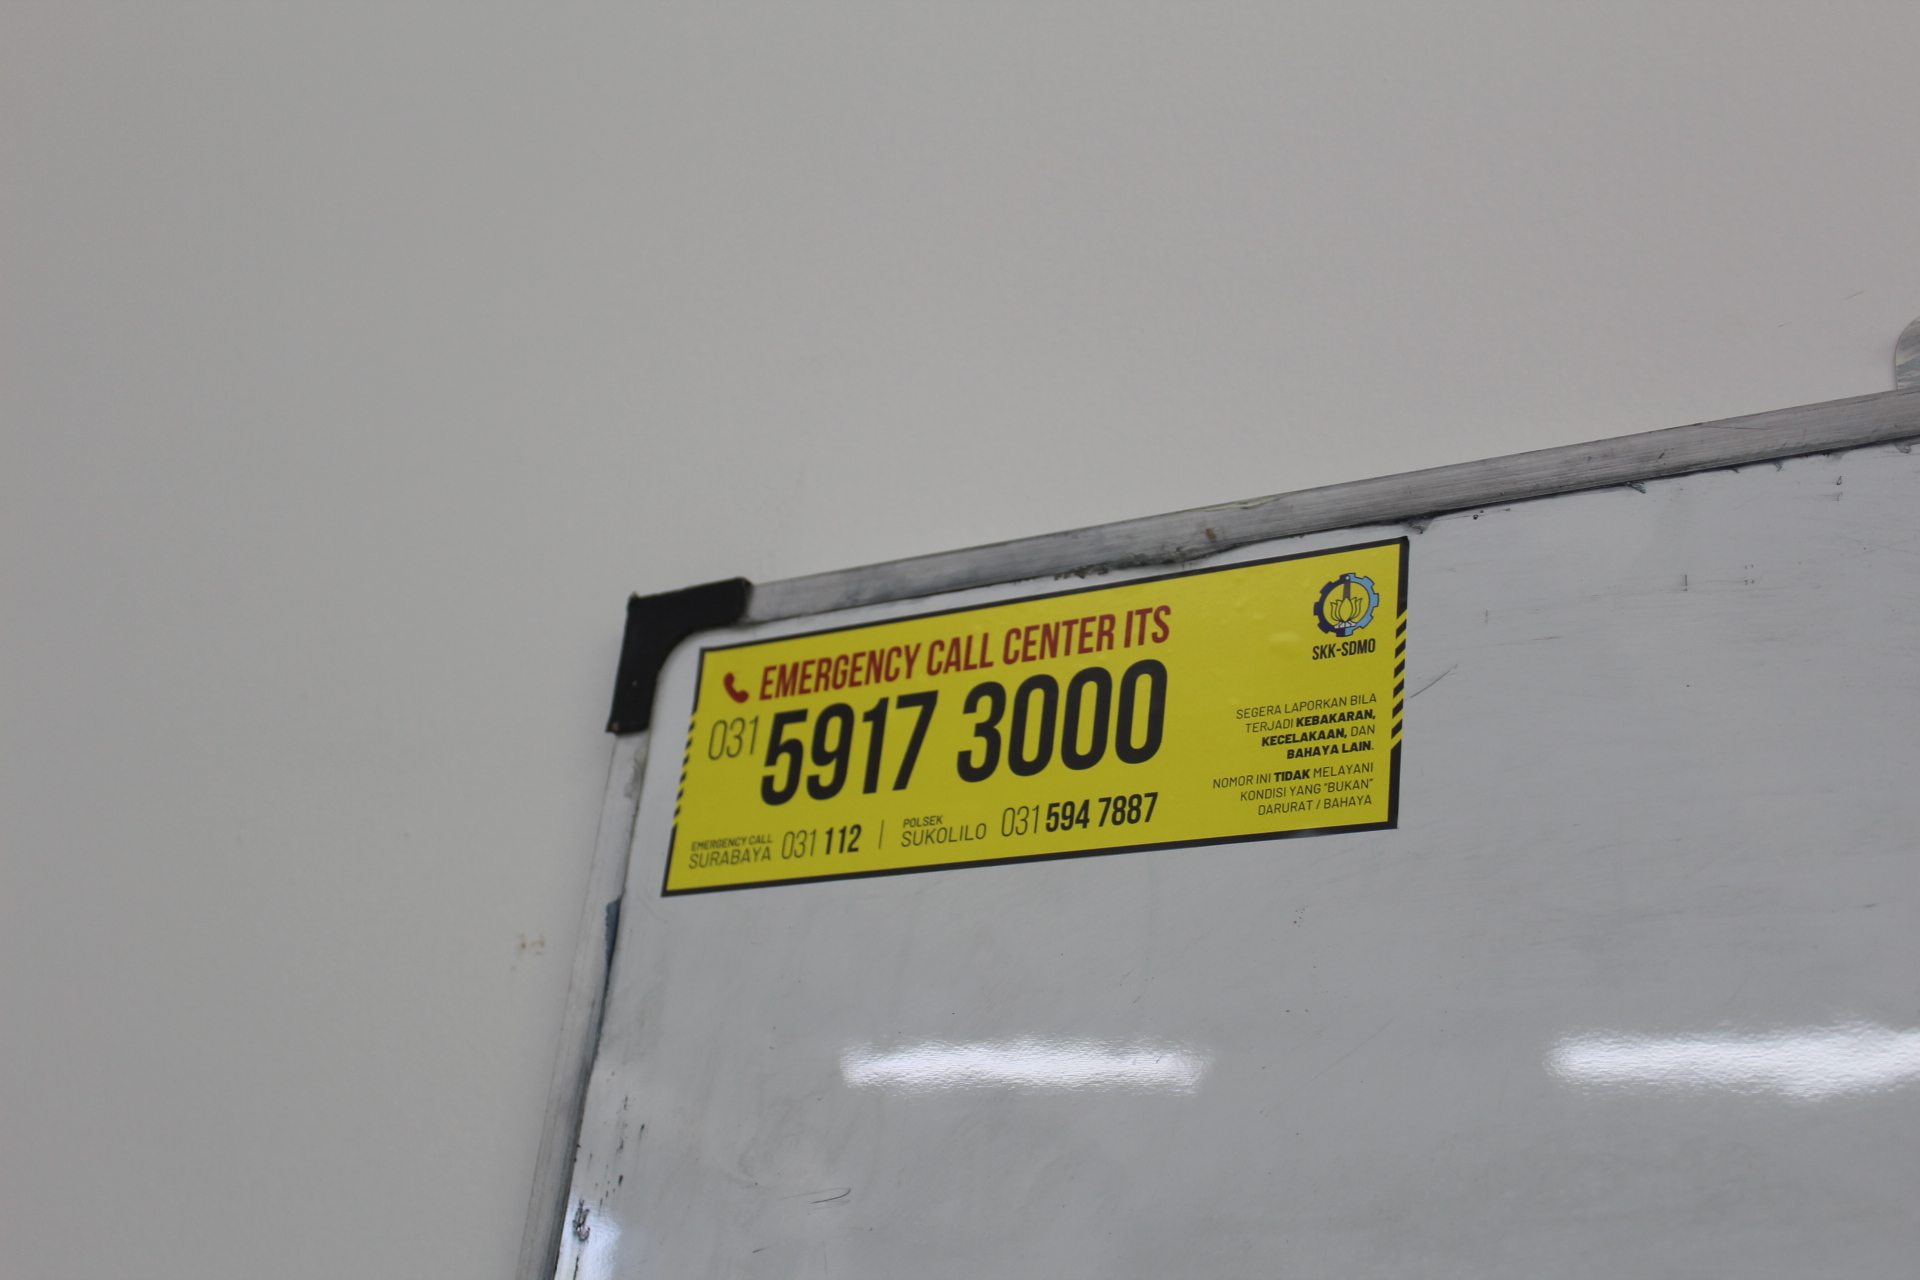 EMERGENCY CALL CENTER ITS
031 5917 3000
EMERGENCY CALL
SURABAYA 031 112
POLSEK
SUKOLILO 031 594 7887
SKK-SDMO
SEGERA LAPORKAN BILA
TERJADI KEBAKARAN,
KECELAKAAN, DAN
BAHAYA LAIN.
NOMOR INI TIDAK MELAYANI
KONDISI YANG "BUKAN"
DARURAT / BAHAYA